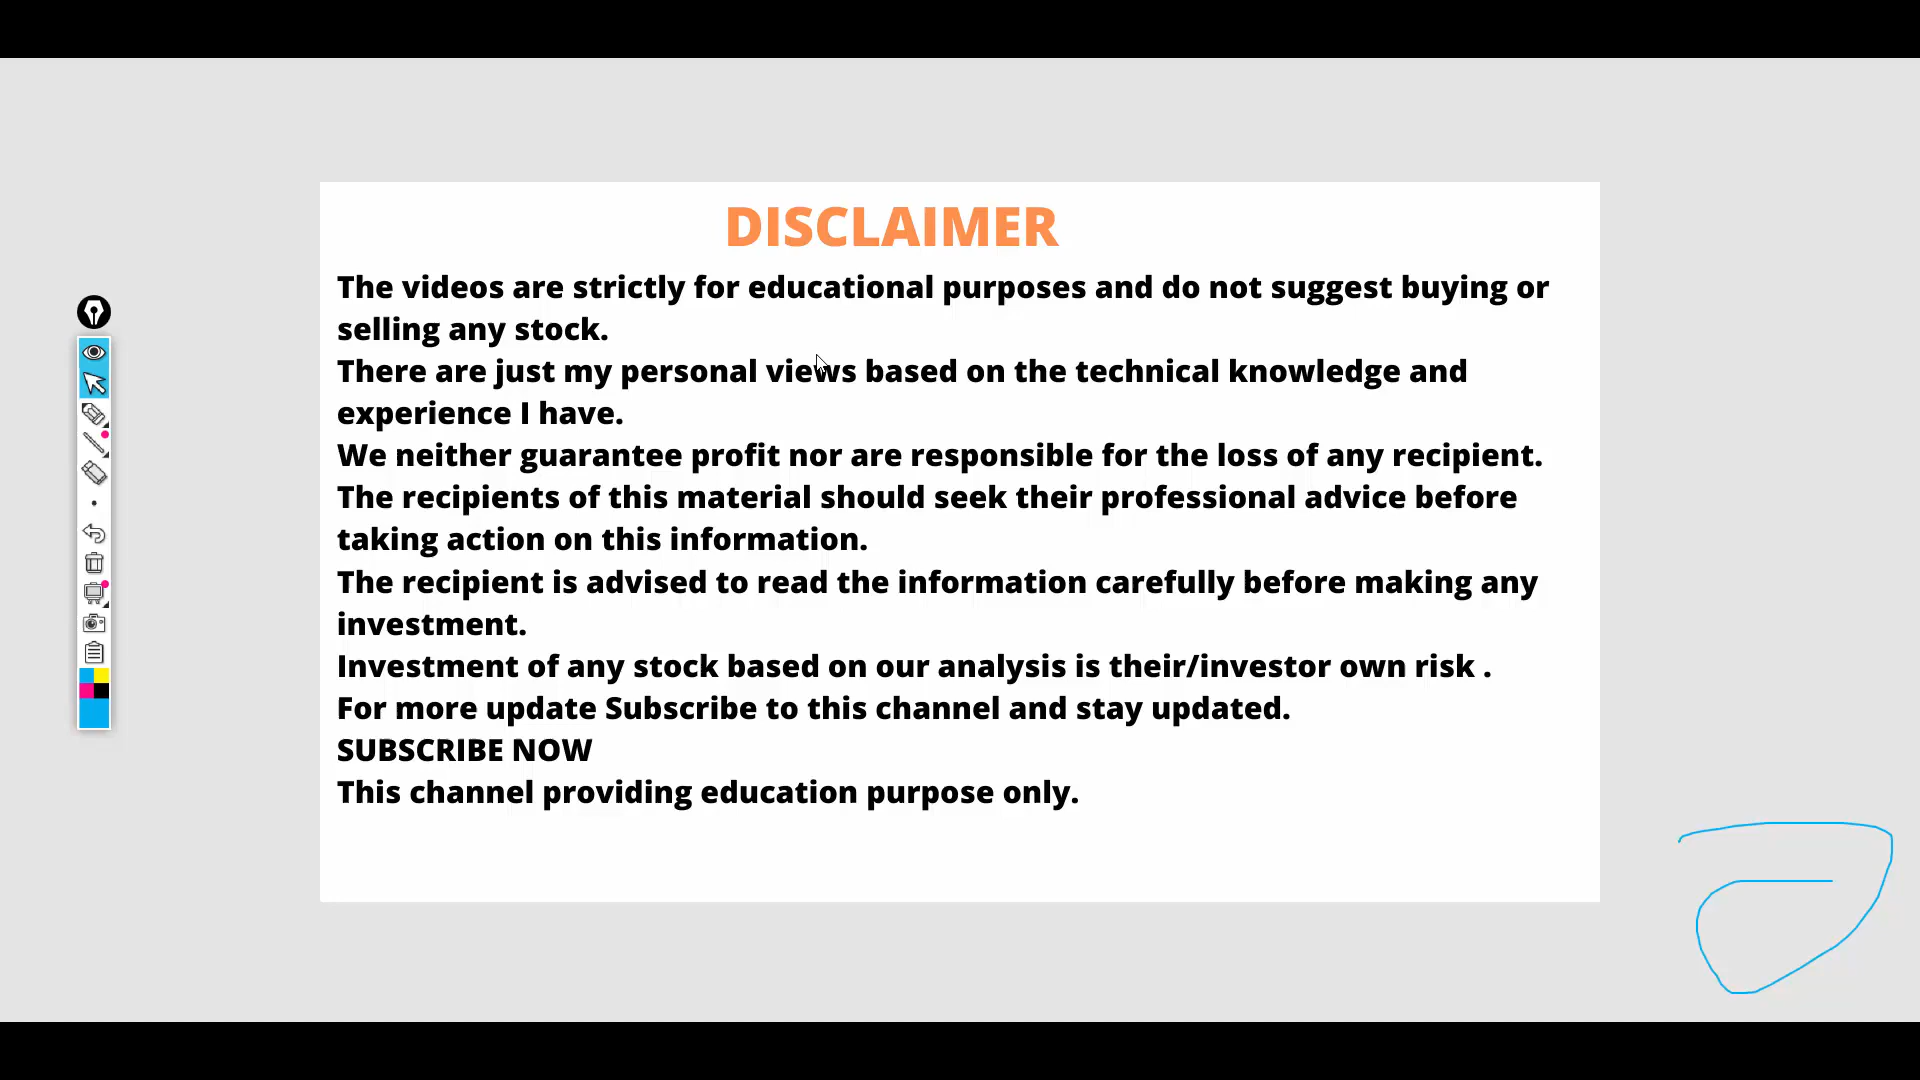 DISCLAIMER
The videos are strictly for educational purposes and do not suggest buying or
selling any stock.
There are just my personal views based on the technical knowledge and
experience I have.
We neither guarantee profit nor are responsible for the loss of any recipient.
The recipients of this material should seek their professional advice before
taking action on this information.
The recipient is advised to read the information carefully before making any
investment.
Investment of any stock based on our analysis is their/investor own risk .
For more update Subscribe to this channel and stay updated.
SUBSCRIBE NOW
This channel providing education purpose only.